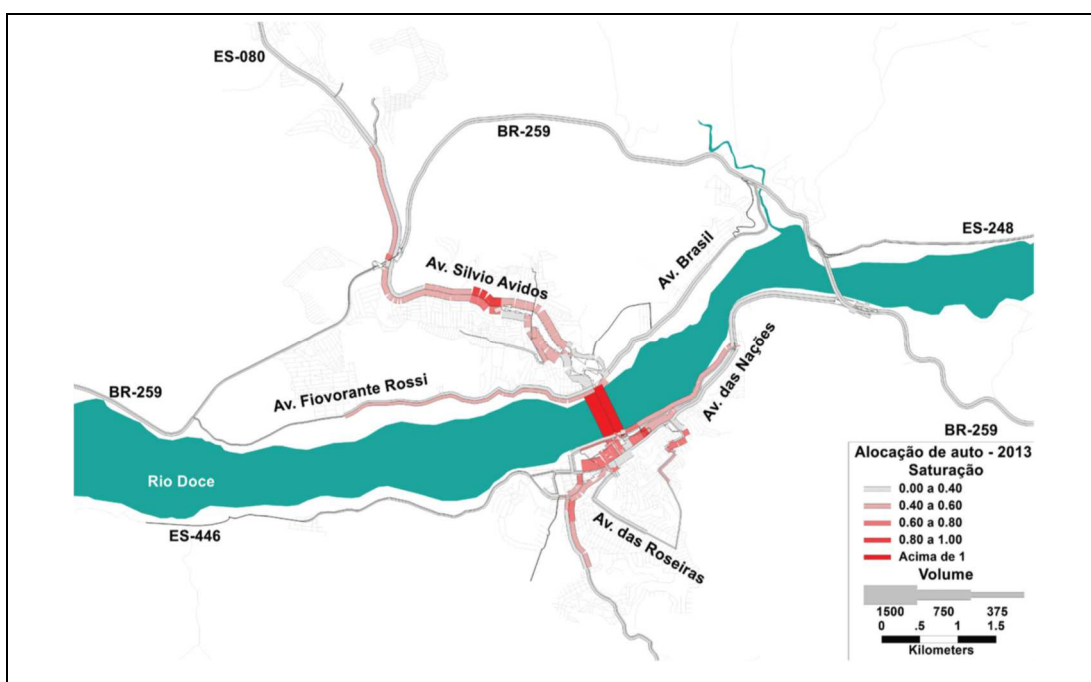 ES-080
BR-259
ES-248
Av. Brasil
Av. Silvio Avidos
Av. das Nações
Av. Fiovorante Rossi
BR-259
BR-259
Rio Doce
ES-446
Av. das Roseiras
Alocação de auto - 2013
Saturação
0.00 a 0.40
0.40 a 0.60
0.60 a 0.80
0.80 a 1.00
Acima de 1
Volume
1500 750 375
0 .5 1 1.5
Kilometers